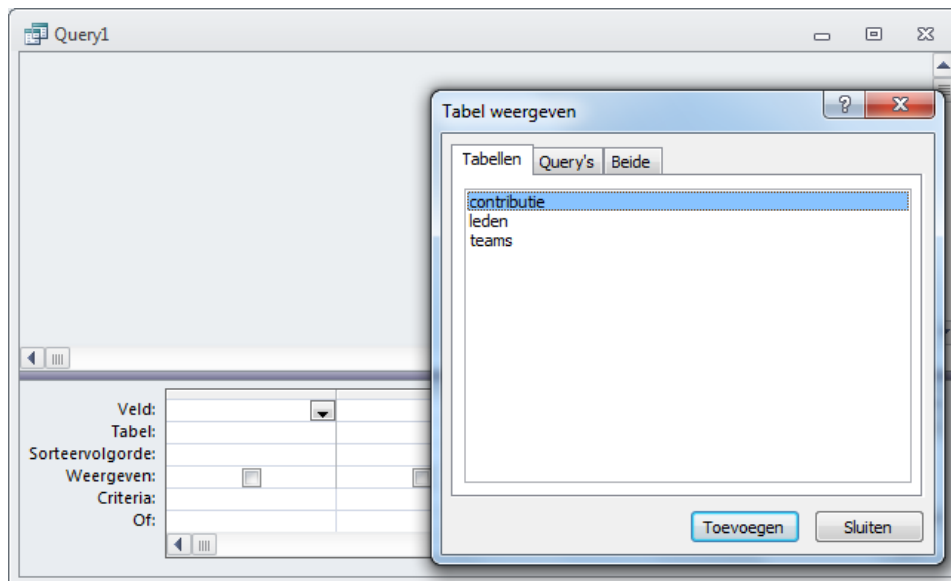 Query1
Tabel weergeven
Tabellen Query's Beide
contributie
leden
teams
Veld:
Tabel:
Sorteervolgorde:
Weergeven:
Criteria:
Of:
Toevoegen Sluiten